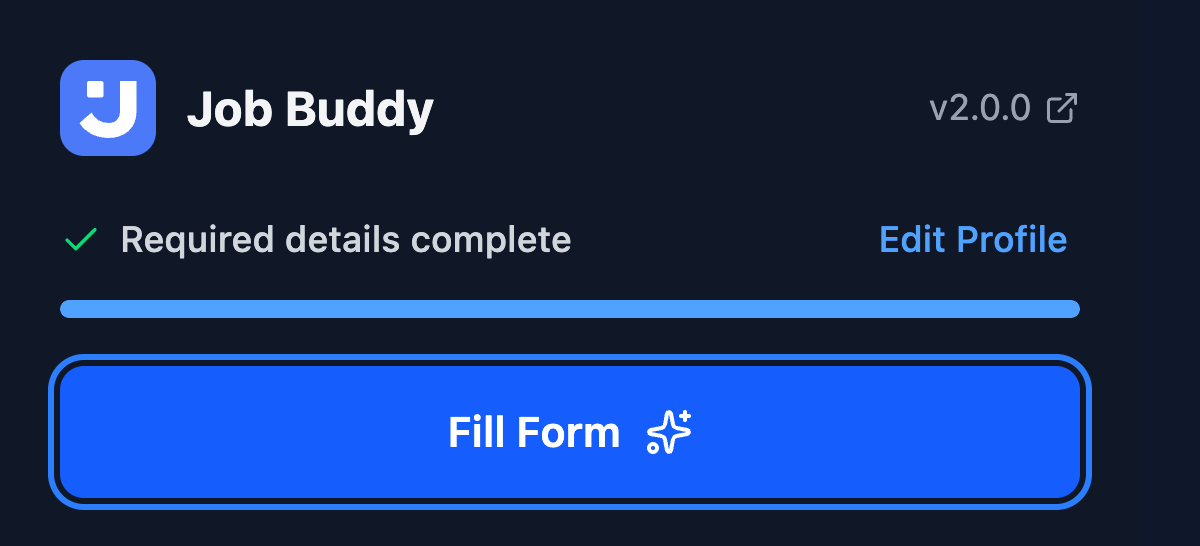 Job Buddy
v2.0.0
Required details complete
Edit Profile
Fill Form